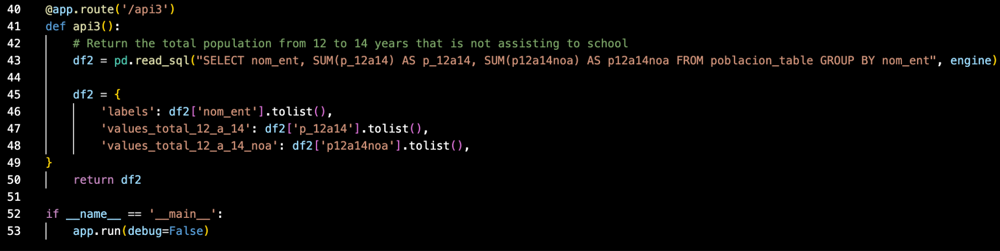 40 @app.route('/api3')
41 def api3():
42     # Return the total population from 12 to 14 years that is not assisting to school
43     df2 = pd.read_sql("SELECT nom_ent, SUM(p_12a14) AS p_12a14, SUM(p12a14noa) AS p12a14noa FROM poblacion_table GROUP BY nom_ent", engine)
44
45     df2 = {
46         'labels': df2['nom_ent'].tolist(),
47         'values_total_12_a_14': df2['p_12a14'].tolist(),
48         'values_total_12_a_14_noa': df2['p12a14noa'].tolist(),
49 }
50     return df2
51
52 if __name__ == '__main__':
53     app.run(debug=False)